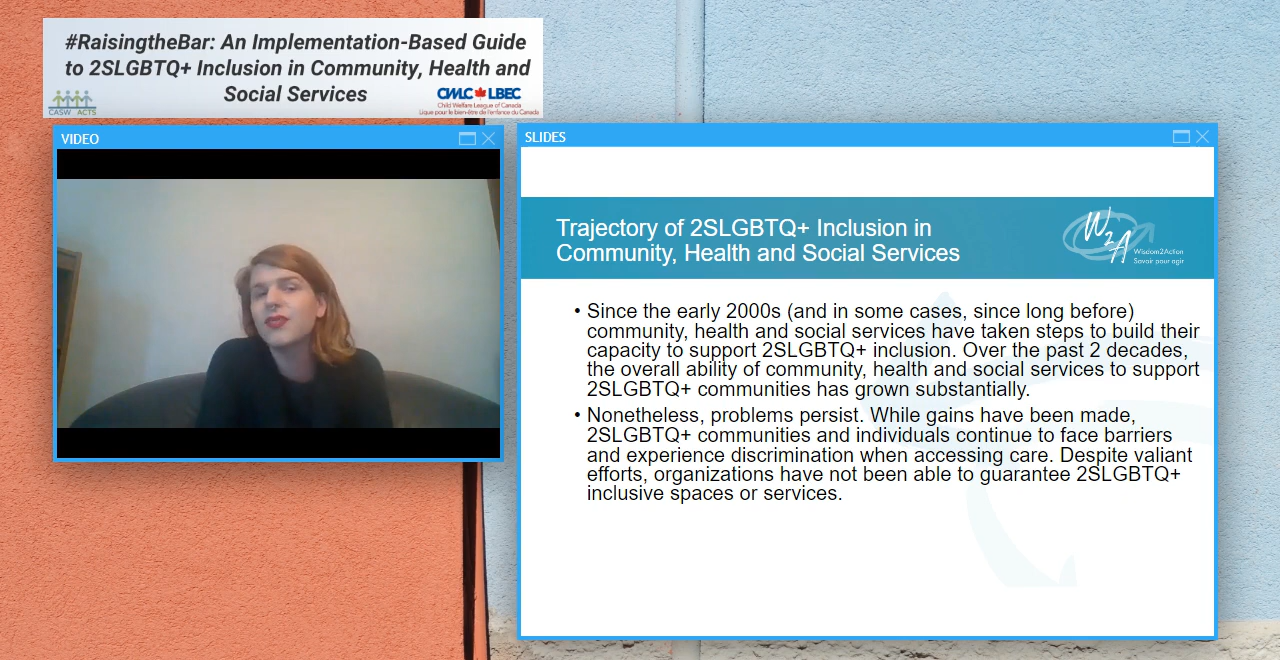 #RaisingtheBar: An Implementation-Based Guide
to 2SLGBTQ+ Inclusion in Community, Health and
Social Services
CASW ACTS
CWLC LBEC
Child Welfare League of Canada
Ligue pour le bien-être de l'enfance du Canada
VIDEO
SLIDES
Trajectory of 2SLGBTQ+ Inclusion in
Community, Health and Social Services
W2A
Wisdom2Action
Savoir pour agir
• Since the early 2000s (and in some cases, since long before)
community, health and social services have taken steps to build their
capacity to support 2SLGBTQ+ inclusion. Over the past 2 decades,
the overall ability of community, health and social services to support
2SLGBTQ+ communities has grown substantially.
• Nonetheless, problems persist. While gains have been made,
2SLGBTQ+ communities and individuals continue to face barriers
and experience discrimination when accessing care. Despite valiant
efforts, organizations have not been able to guarantee 2SLGBTQ+
inclusive spaces or services.